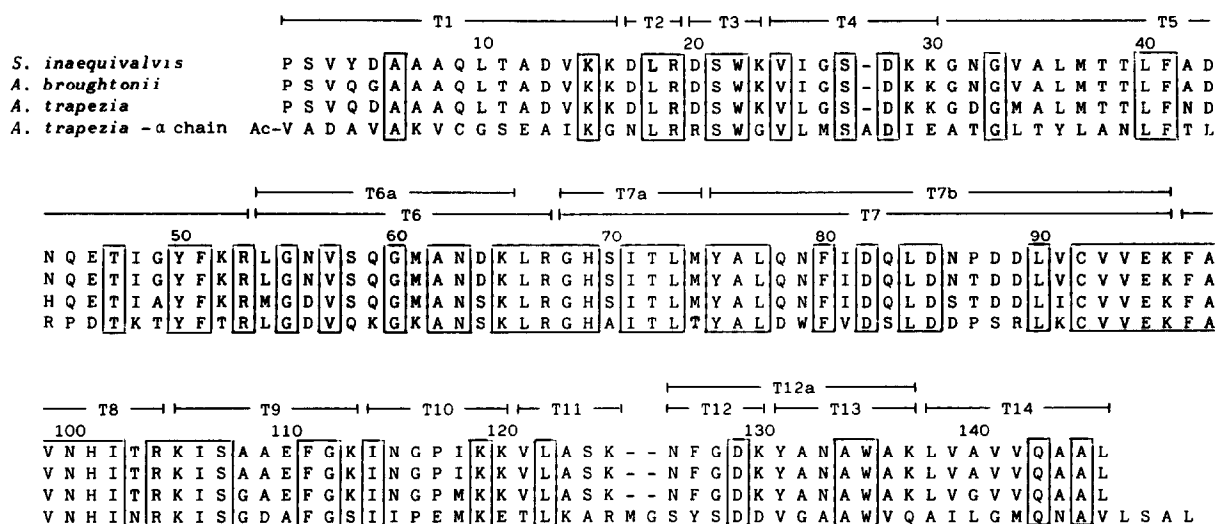 T1 T2 T3 T4 T5
10 20 30 40
S. inaequivalvis P S V Y D A A A Q L T A D V K K D L R D S W K V I G S - D K K G N G V A L M T T L F A D
A. broughtonii P S V Q G A A A Q L T A D V K K D L R D S W K V I G S - D K K G N G V A L M T T L F A D
A. trapezia P S V Q D A A A Q L T A D V K K D L R D S W K V L G S - D K K G D G M A L M T T L F N D
A. trapezia - α chain Ac-V A D A V A K V C G S E A I K G N L R R S W G V L M S A D I E A T G L T Y L A N L F T L
T6a T7a T7b
T6 T7
50 60 70 80 90
N Q E T I G Y F K R L G N V S Q G M A N D K L R G H S I T L M Y A L Q N F I D Q L D N P D D L V C V V E K F A
N Q E T I G Y F K R L G N V S Q G M A N D K L R G H S I T L M Y A L Q N F I D Q L D N T D D L V C V V E K F A
H Q E T I A Y F K R M G N V S Q G M A N S K L R G H S I T L M Y A L Q N F I D Q L D S T D D L I C V V E K F A
R P D T K T Y F T R L G D V Q K G K A N S K L R G H A I T L T Y A L D W F V D S L D D P S R L K C V V E K F A
T12a
T8 T9 T10 T11 T12 T13 T14
100 110 120 130 140
V N H I T R K I S A A E F G K I N G P I K K V L A S K - - N F G D K Y A N A W A K L V A V V Q A A L
V N H I T R K I S A A E F G K I N G P I K K V L A S K - - N F G D K Y A N A W A K L V A V V Q A A L
V N H I T R K I S G A E F G K I N G P M K K V L A S K - - N F G D K Y A N A W A K L V G V V Q A A L
V N H I N R K I S G D A F G S I I P E M K E T L K A R M G S Y S D D V G A A W V Q A I L G M Q N A V L S A L